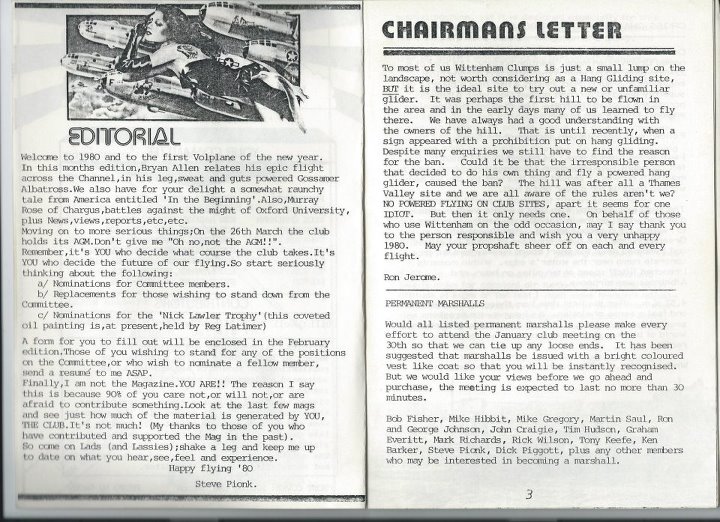 EDITORIAL
Welcome to 1980 and to the first Volplane of the new year.
In this months edition,Bryan Allen relates his epic flight
across the Channel,in his leg,sweat and guts powered Gossamer
Albatross.We also have for your delight a somewhat raunchy
tale from America entitled 'In the Beginning'.Also,Murray
Rose of Chargus,battles against the might of Oxford University,
plus News,views,reports,etc,etc.
Moving on to more serious things;On the 26th March the club
holds its AGM.Don't give me "Oh no,not the AGM!!".
Remember,it's YOU who decide what course the club takes.It's
YOU who decide the future of our flying.So start seriously
thinking about the following:
a/ Nominations for Committee members.
b/ Replacements for those wishing to stand down from the
Committee.
c/ Nominations for the 'Nick Lawler Trophy'(this coveted
oil painting is,at present,held by Reg Latimer)
A form for you to fill out will be enclosed in the February
edition.Those of you wishing to stand for any of the positions
on the Committee,or who wish to nominate a fellow member,
send a resumé to me ASAP.
Finally,I am not the Magazine.YOU ARE!! The reason I say
this is because 90% of you care not,or will not,or are
afraid to contribute something.Look at the last few mags
and see just how much of the material is generated by YOU,
THE CLUB.It's not much! (My thanks to those of you who
have contributed and supported the Mag in the past).
So come on Lads (and Lassies);shake a leg and keep me up
to date on what you hear,see,feel and experience.
Happy flying '80
Steve Pionk.
CHAIRMANS LETTER
To most of us Wittenham Clumps is just a small lump on the
landscape, not worth considering as a Hang Gliding site,
BUT it is the ideal site to try out a new or unfamiliar
glider. It was perhaps the first hill to be flown in
the area and in the early days many of us learned to fly
there. We have always had a good understanding with
the owners of the hill. That is until recently, when a
sign appeared with a prohibition put on hang gliding.
Despite many enquiries we still have to find the reason
for the ban. Could it be that the irresponsible person
that decided to do his own thing and fly a powered hang
glider, caused the ban? The hill was after all a Thames
Valley site and we are all aware of the rules aren't we?
NO POWERED FLYING ON CLUB SITES, apart it seems for one
IDIOT. But then it only needs one. On behalf of those
who use Wittenham on the odd occasion, may I say thank you
to the person responsible and wish you a very unhappy
1980. May your propshaft sheer off on each and every
flight.
Ron Jerome.
PERMANENT MARSHALLS
Would all listed permanent marshalls please make every
effort to attend the January club meeting on the
30th so that we can tie up any loose ends. It has been
suggested that marshalls be issued with a bright coloured
vest like coat so that you will be instantly recognised.
But we would like your views before we go ahead and
purchase, the meeting is expected to last no more than 30
minutes.
Bob Fisher, Mike Hibbit, Mike Gregory, Martin Saul, Ron
and George Johnson, John Craigie, Tim Hudson, Graham
Everitt, Mark Richards, Rick Wilson, Tony Keefe, Ken
Barker, Steve Pionk, Dick Piggott, plus any other members
who may be interested in becoming a marshall.
3